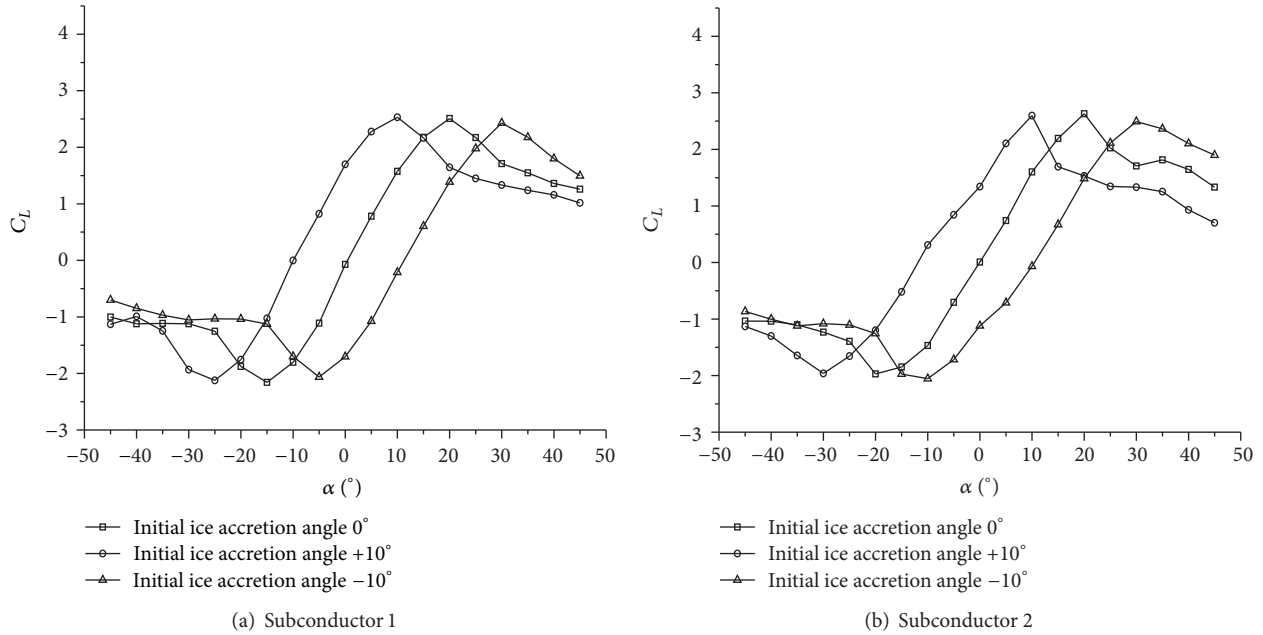 4
3
2
1
0
−1
−2
−3
C_L
−50 −40 −30 −20 −10 0 10 20 30 40 50
α (°)
Initial ice accretion angle 0°
Initial ice accretion angle +10°
Initial ice accretion angle −10°
(a) Subconductor 1
4
3
2
1
0
−1
−2
−3
C_L
−50 −40 −30 −20 −10 0 10 20 30 40 50
α (°)
Initial ice accretion angle 0°
Initial ice accretion angle +10°
Initial ice accretion angle −10°
(b) Subconductor 2